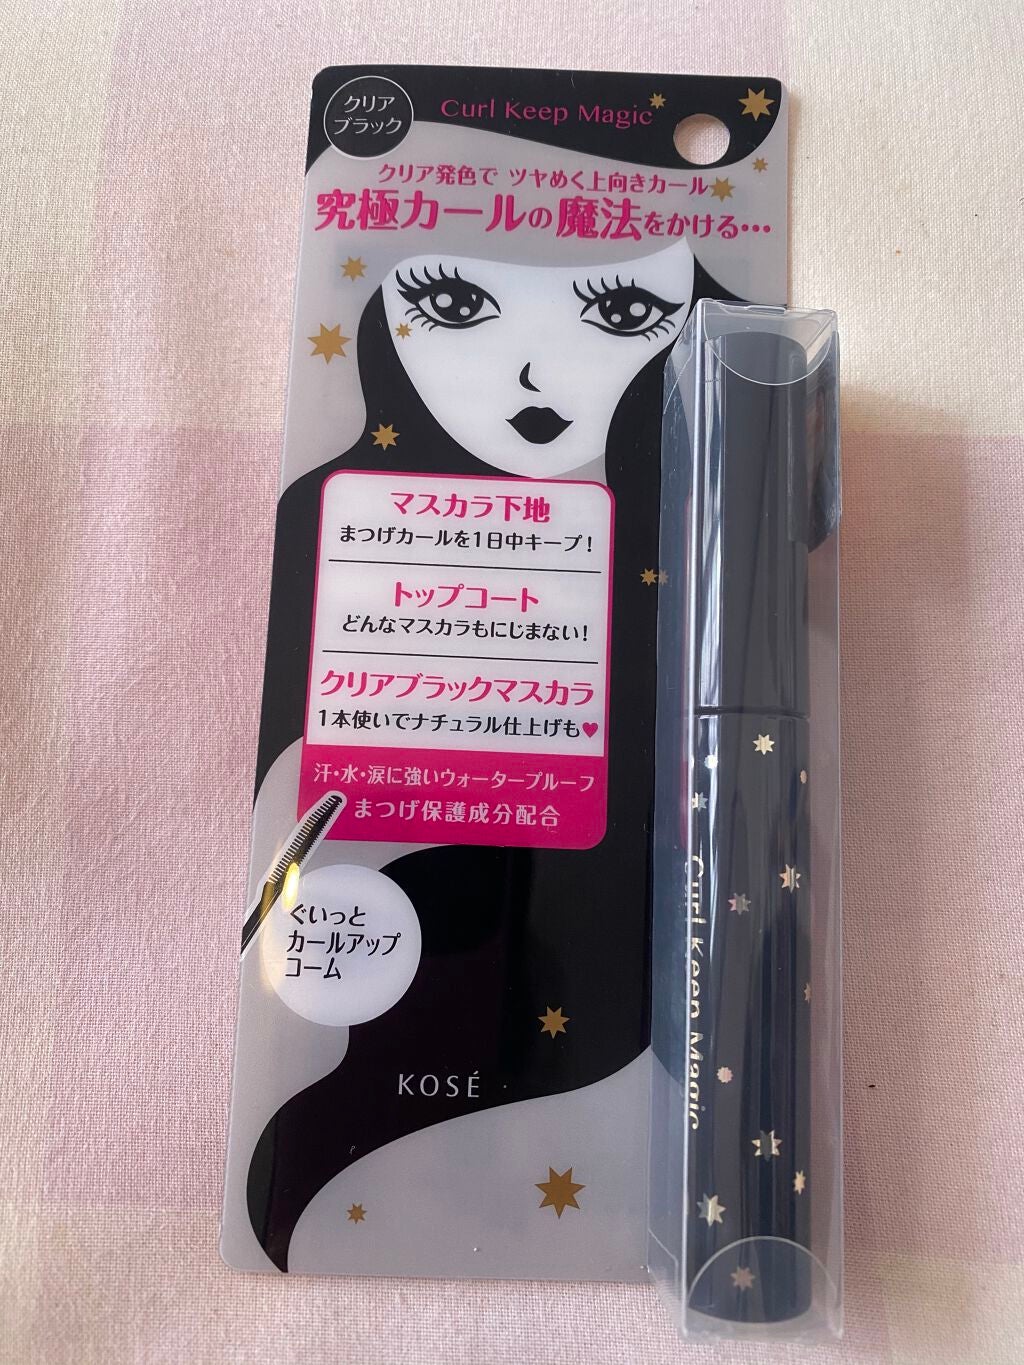 クリア
ブラック
Curl Keep Magic
クリア発色で ツヤめく上向きカール
究極カールの魔法をかける…
マスカラ下地
まつげカールを1日中キープ!
トップコート
どんなマスカラもにじまない!
クリアブラックマスカラ
1本使いでナチュラル仕上げも♥
汗・水・涙に強いウォータープルーフ
まつげ保護成分配合
ぐいっと
カールアップ
コーム
KOSÉ
Curl Keep Magic